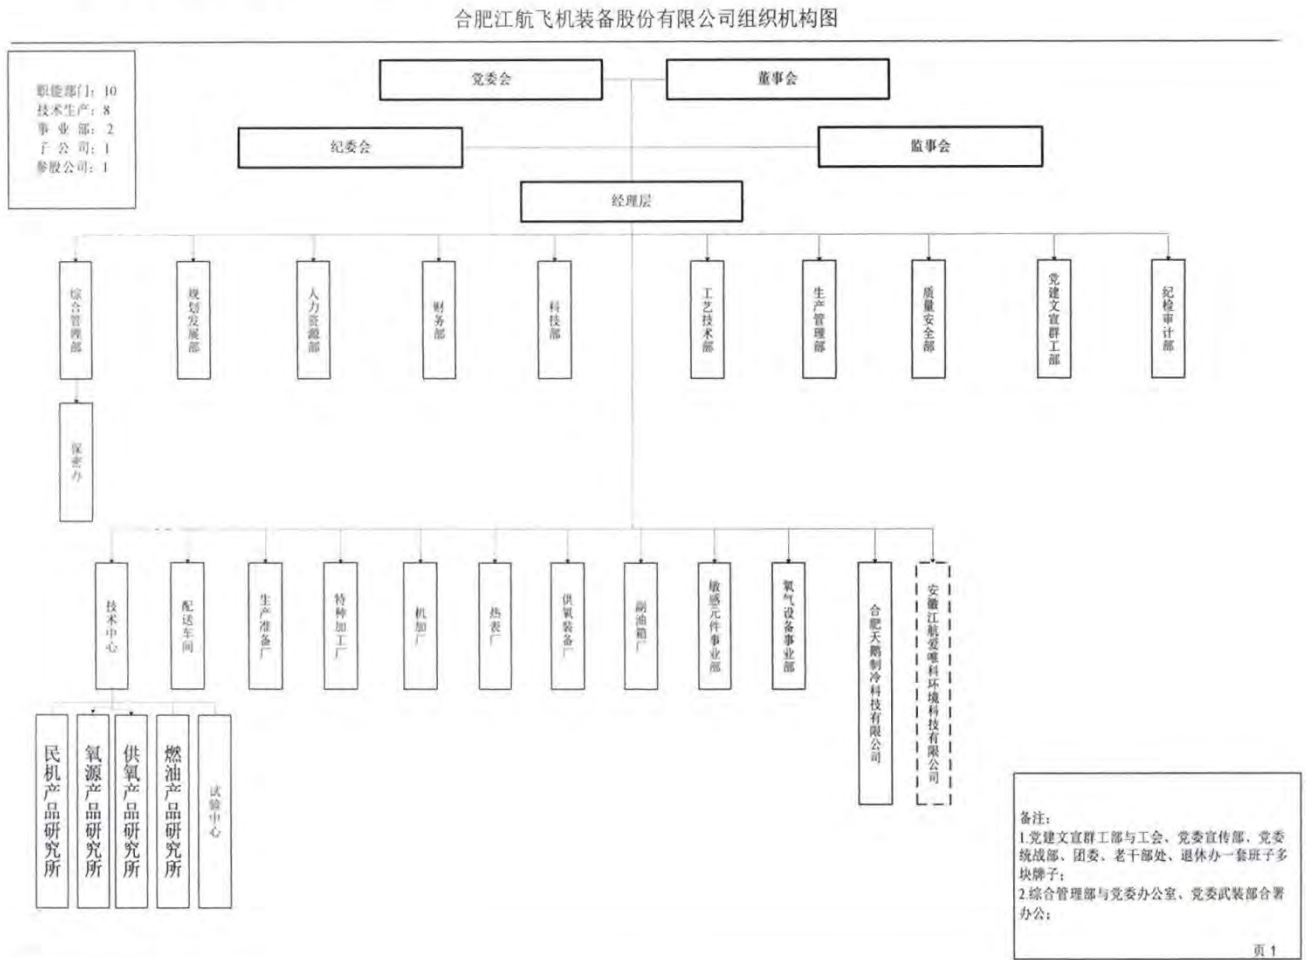 合肥江航飞机装备股份有限公司组织机构图
职能部门：10
技术生产：8
事 业 部：2
子 公 司：1
参股公司：1
党委会
董事会
纪委会
监事会
经理层
综合管理部
规划发展部
人力资源部
财务部
科技部
工艺技术部
生产管理部
质量安全部
党建文宣群工部
纪检审计部
保密办
技术中心
配送车间
生产准备厂
特种加工厂
机加厂
热表厂
供氧装备厂
副油箱厂
敏感元件事业部
氧气设备事业部
合肥天鹅制冷科技有限公司
安徽江航爱唯科环境科技有限公司
民机产品研究所
氧源产品研究所
供氧产品研究所
燃油产品研究所
试验中心
备注：
1.党建文宣群工部与工会、党委宣传部、党委
统战部、团委、老干部处、退休办一套班子多
块牌子；
2.综合管理部与党委办公室、党委武装部合署
办公；
页 1